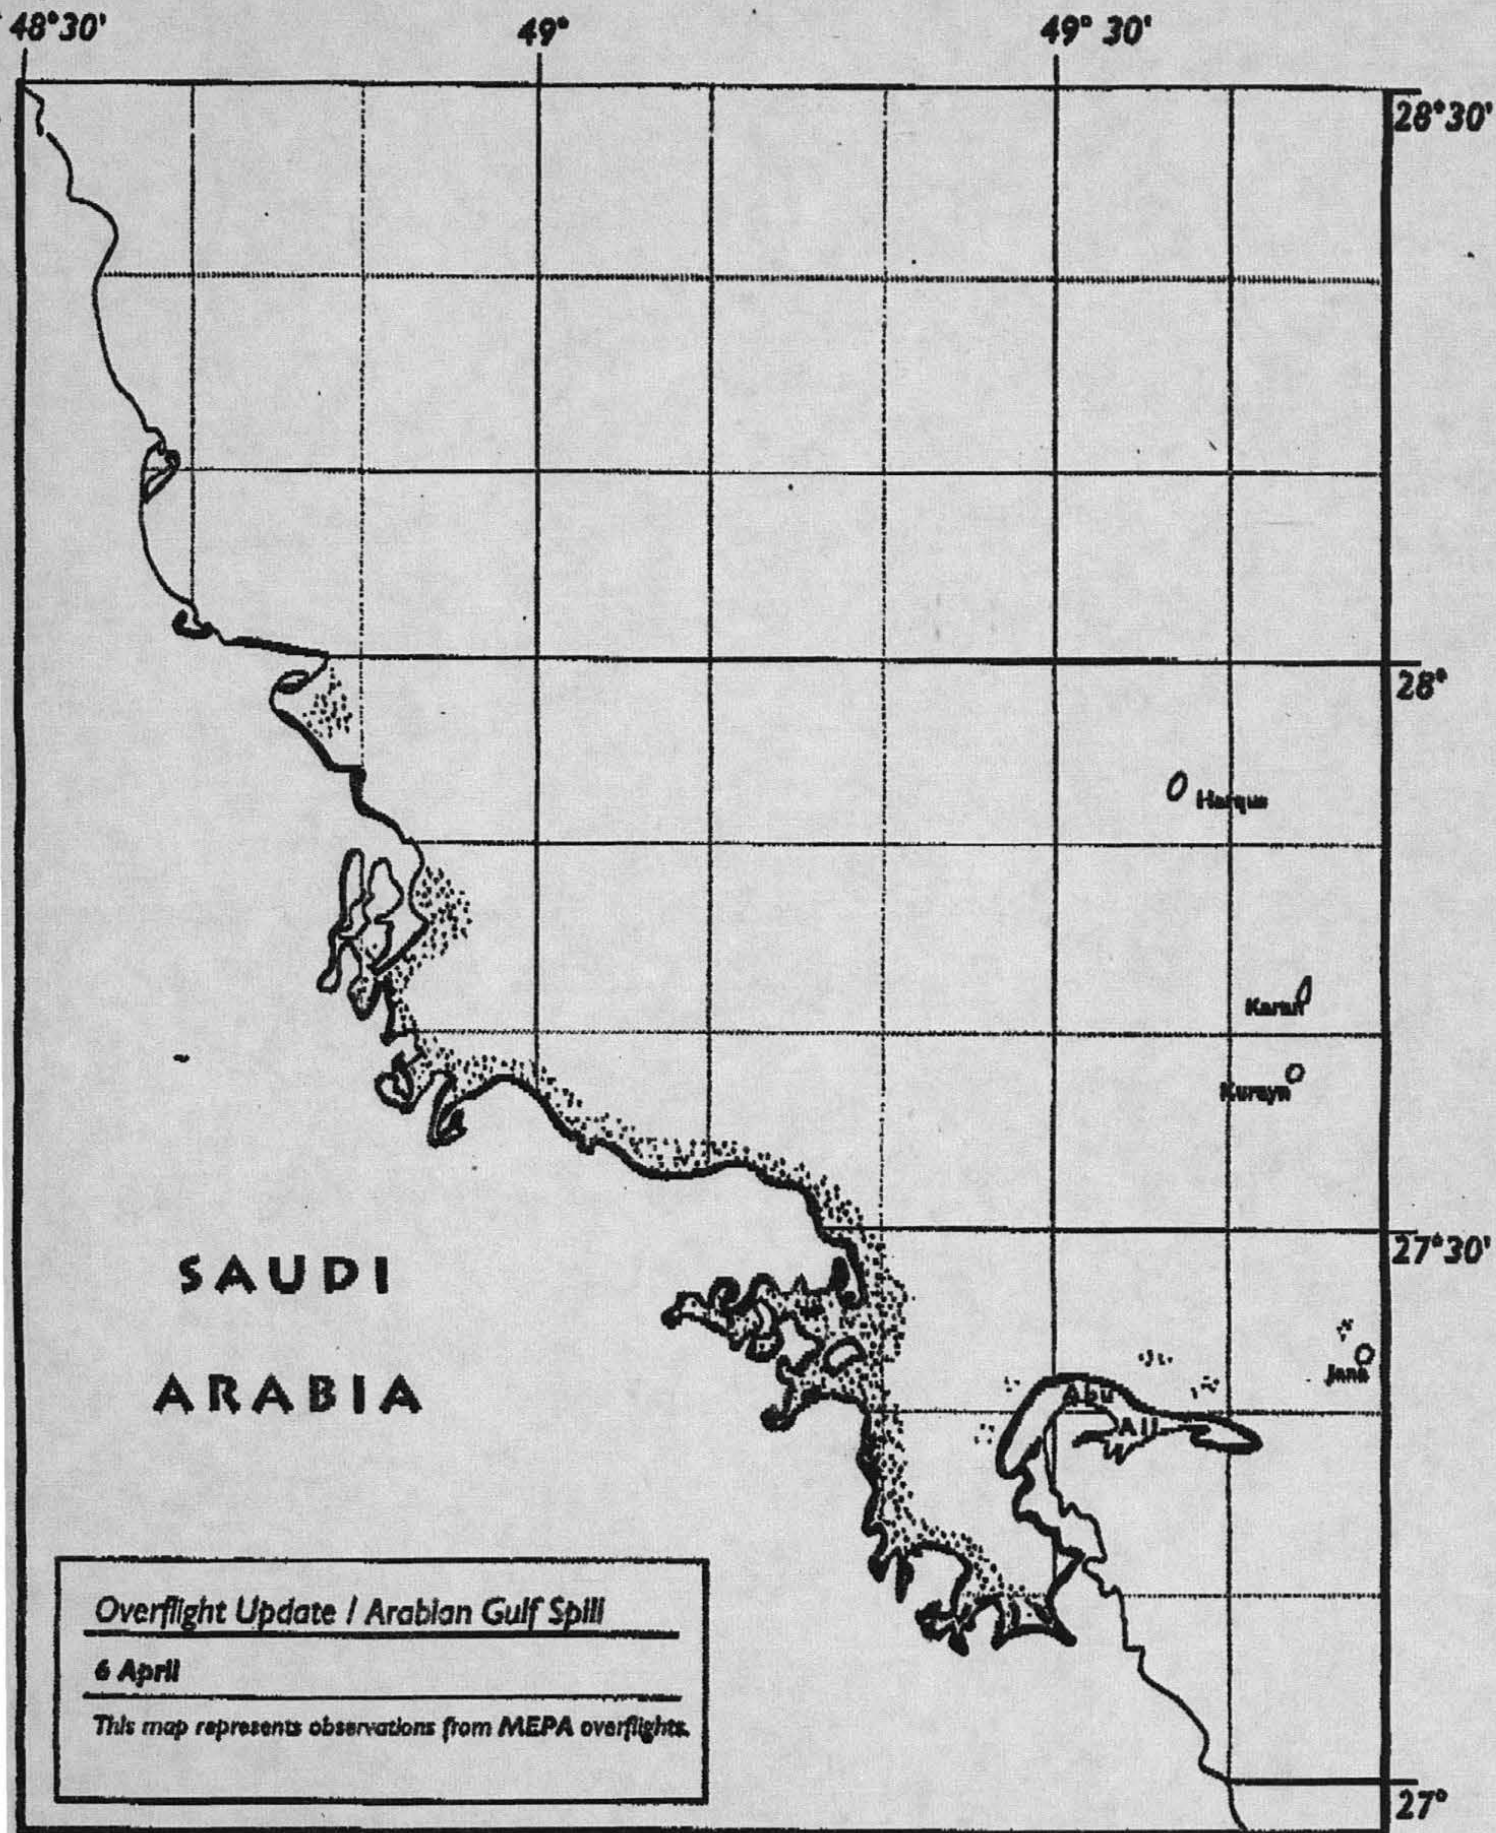 48°30'
49°
49° 30'
28°30'
28°
Harqus
Karan
Kurayn
27°30'
SAUDI
Jana
ARABIA
Abu
Ali
Overflight Update / Arabian Gulf Spill
6 April
This map represents observations from MEPA overflights.
27°